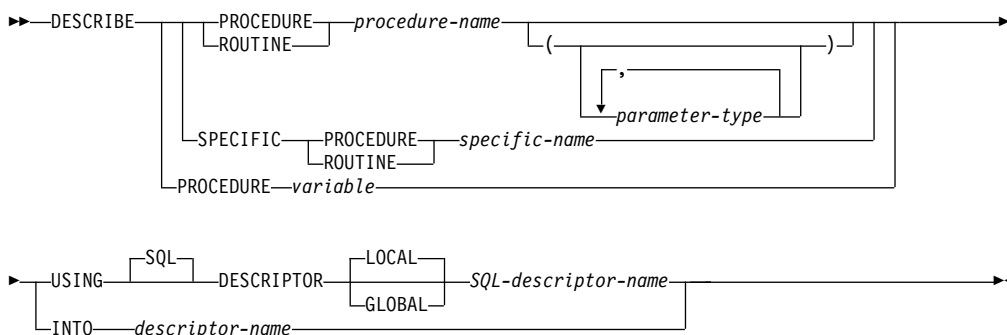 DESCRIBE PROCEDURE procedure-name
ROUTINE ( )
,
parameter-type
SPECIFIC PROCEDURE specific-name
ROUTINE
PROCEDURE variable
SQL LOCAL
USING DESCRIPTOR SQL-descriptor-name
GLOBAL
INTO descriptor-name